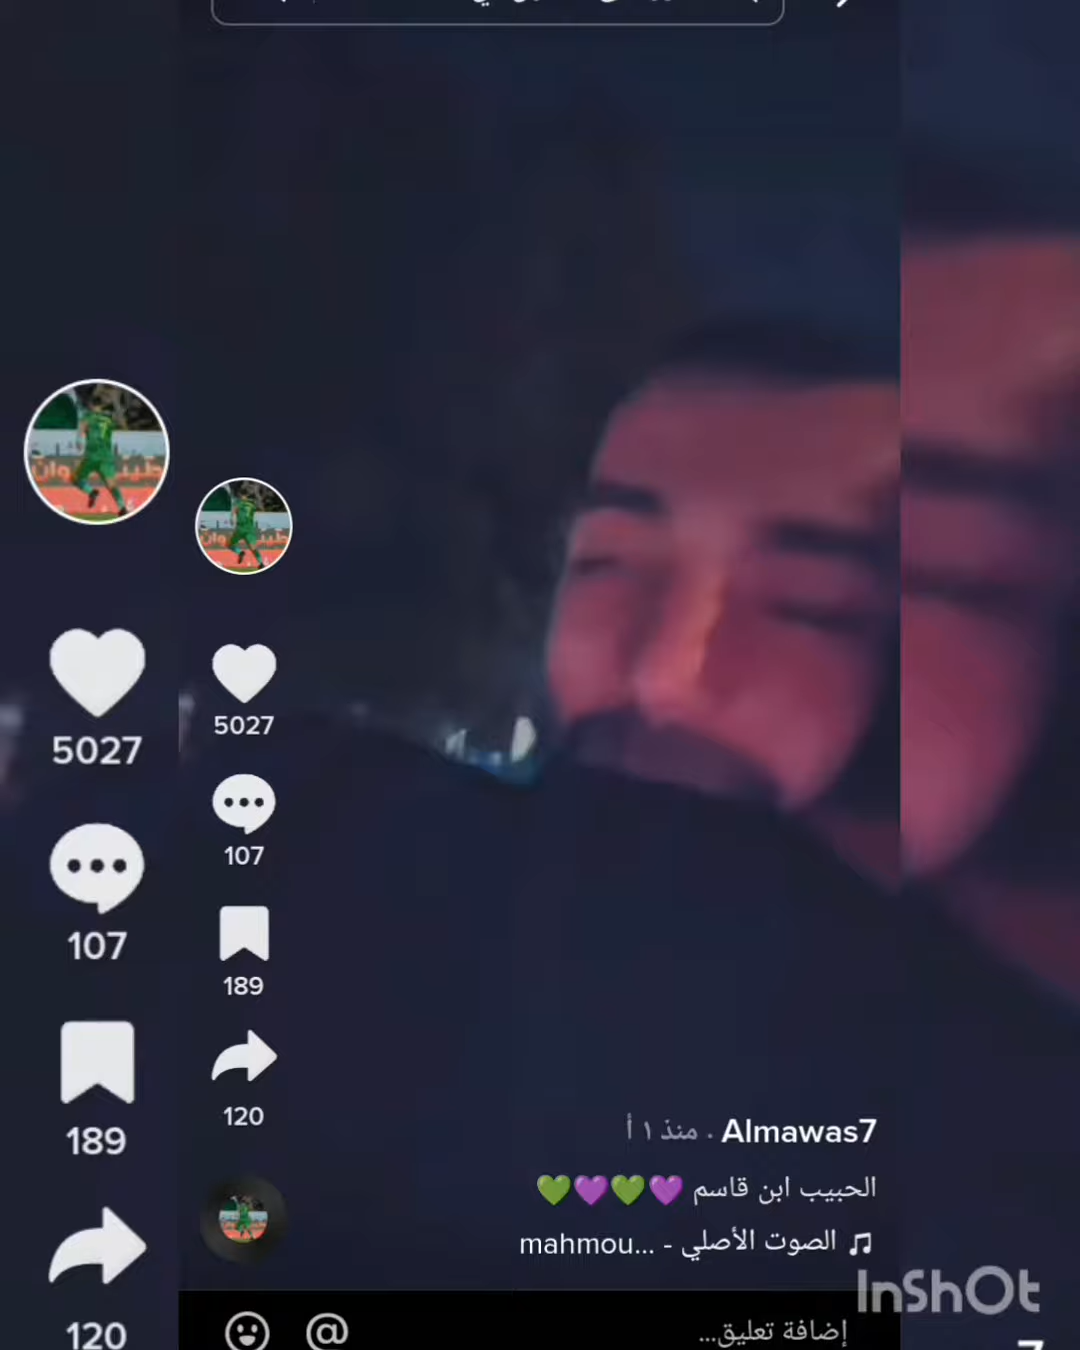 5027
107
189
120
5027
107
189
120
Almawas7 . منذ ١ أ
الحبيب ابن قاسم 💜💚💜💚
الصوت الأصلي - mahmou...
إضافة تعليق...
@
InShOt